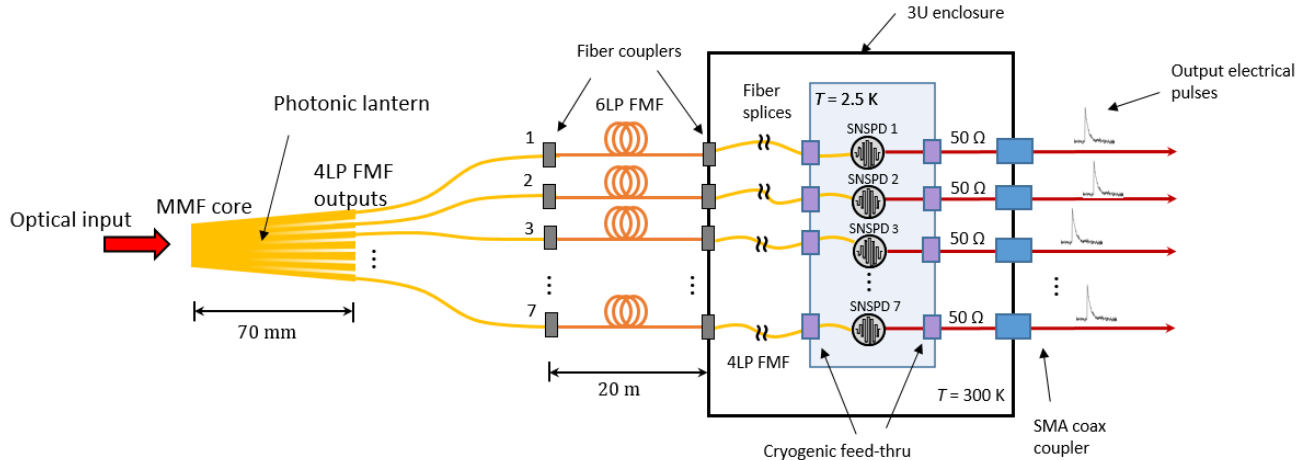 3U enclosure
Fiber couplers
Output electrical
pulses
Photonic lantern
6LP FMF
Fiber
splices
T = 2.5 K
4LP FMF
outputs
MMF core
Optical input
1
2
3
7
SNSPD 1
SNSPD 2
SNSPD 3
SNSPD 7
50 Ω
50 Ω
50 Ω
50 Ω
70 mm
20 m
4LP FMF
T = 300 K
Cryogenic feed-thru
SMA coax
coupler